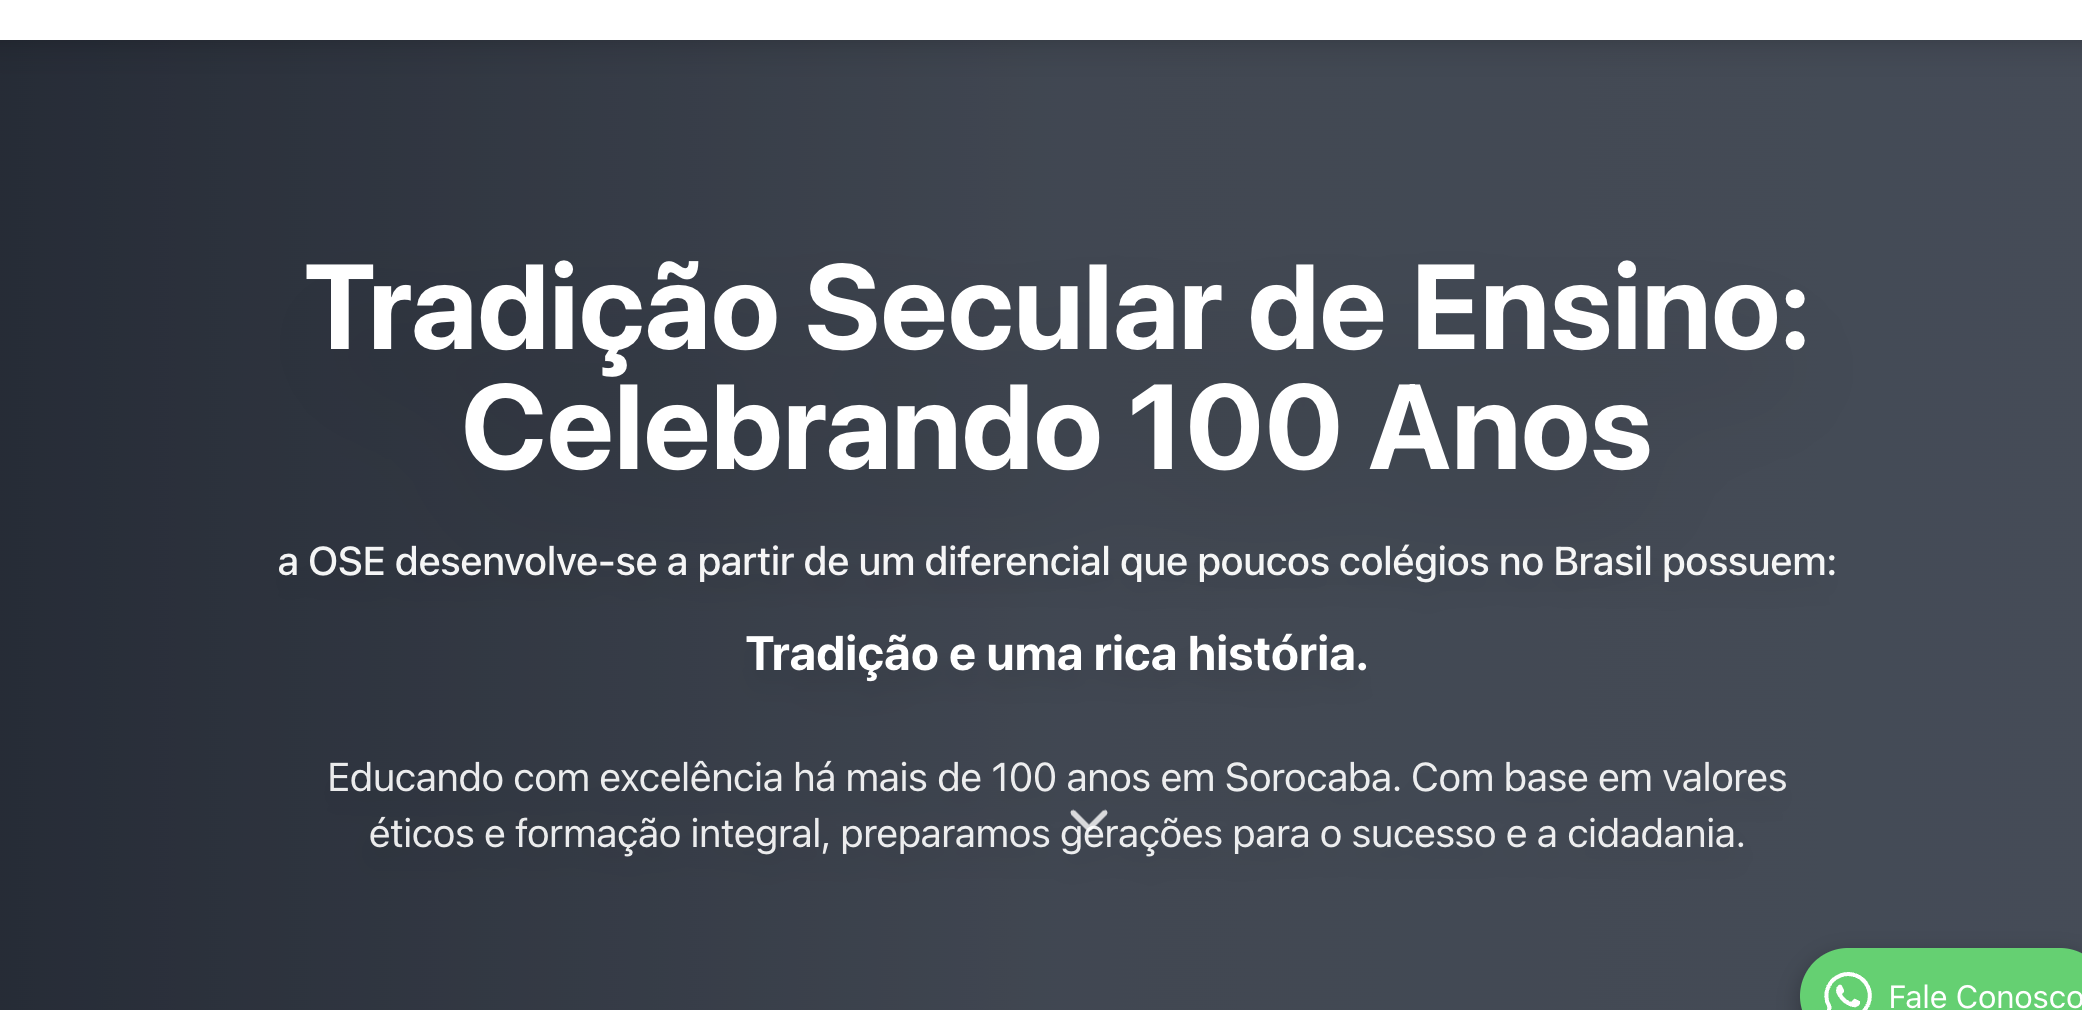 Tradição Secular de Ensino:
Celebrando 100 Anos
a OSE desenvolve-se a partir de um diferencial que poucos colégios no Brasil possuem:
Tradição e uma rica história.
Educando com excelência há mais de 100 anos em Sorocaba. Com base em valores
éticos e formação integral, preparamos gerações para o sucesso e a cidadania.
Fale Conosco